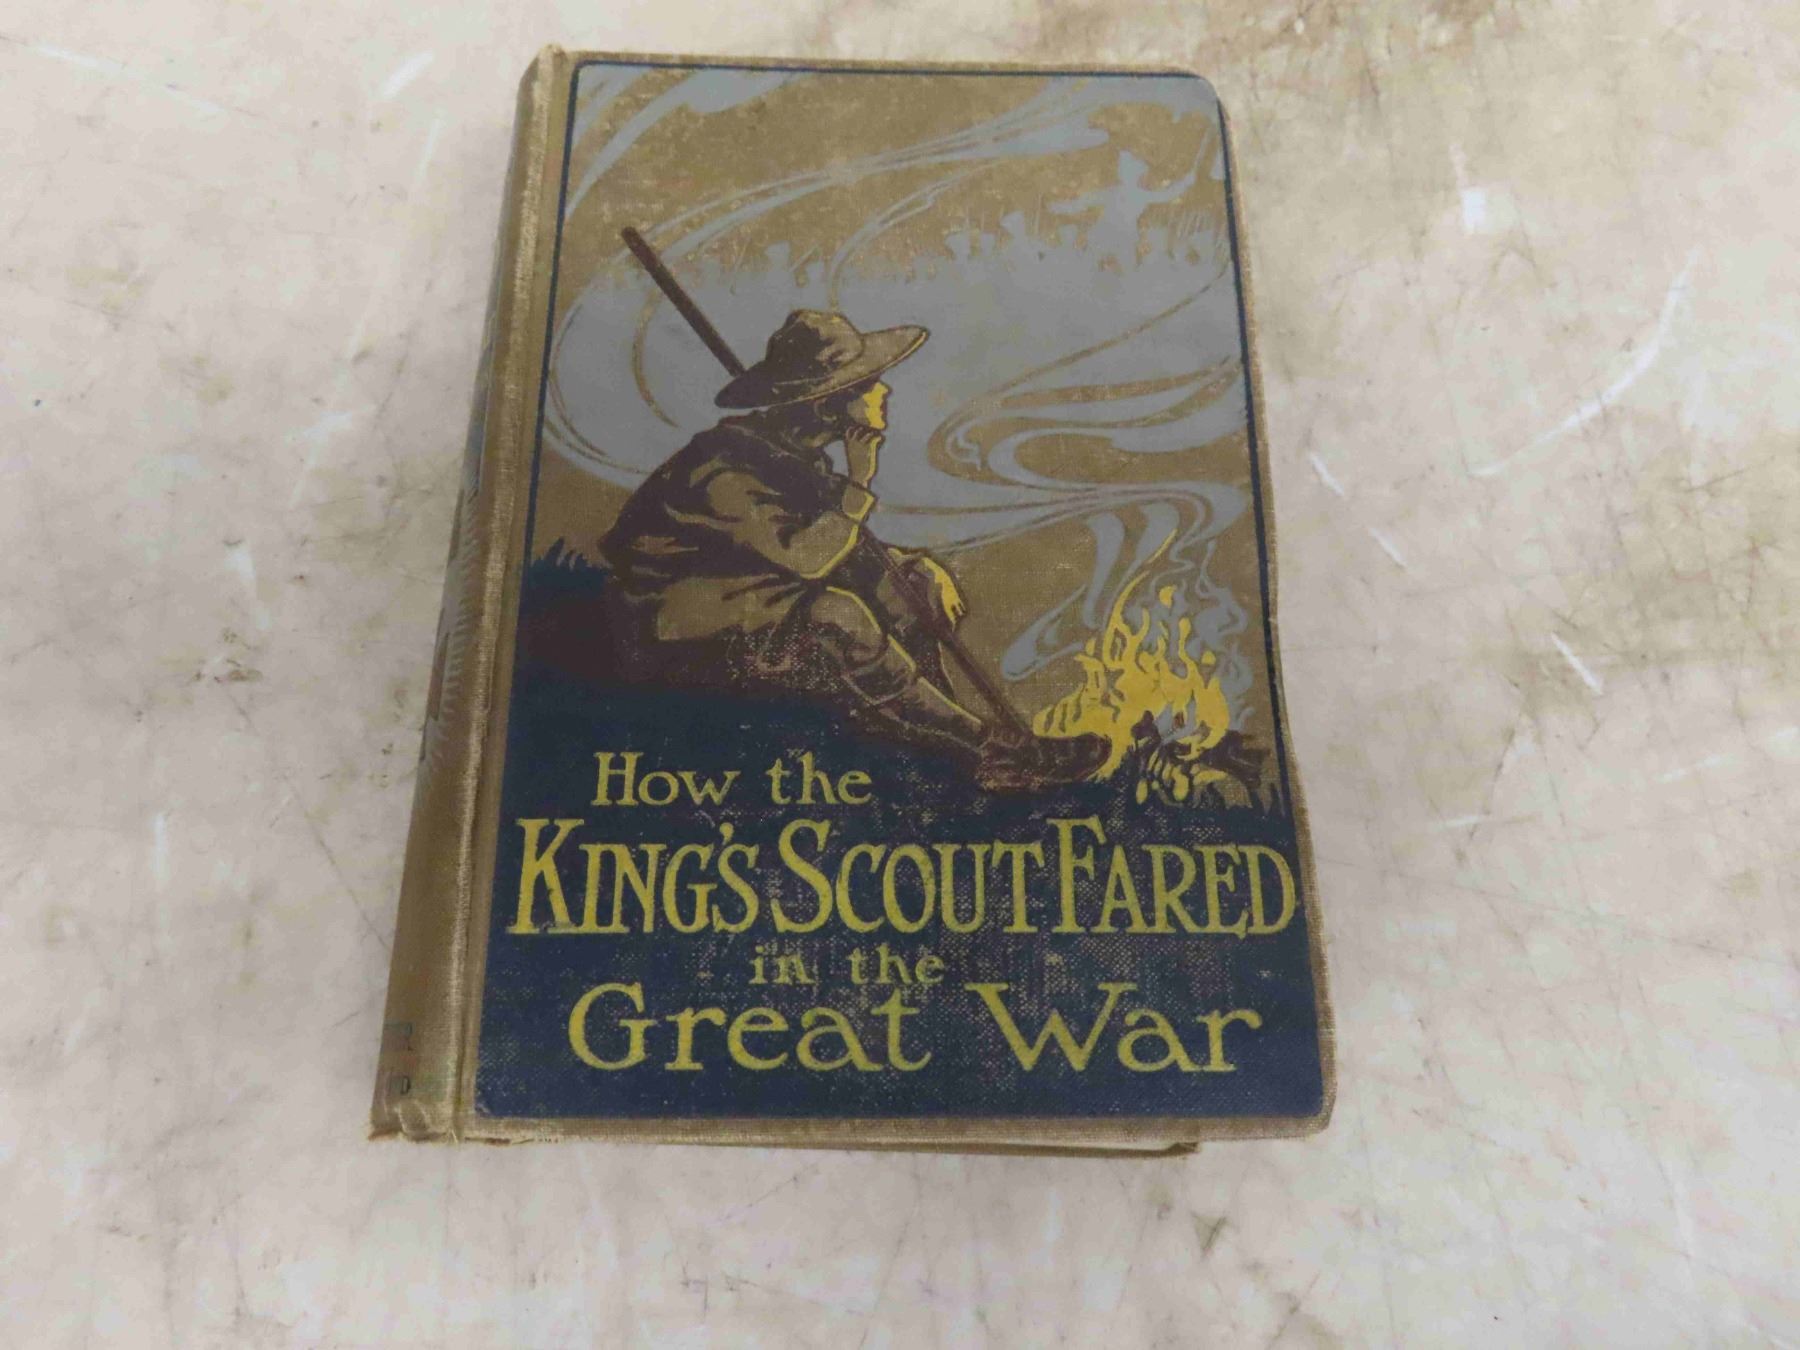 How the
KING'S SCOUT FARED
in the
Great War